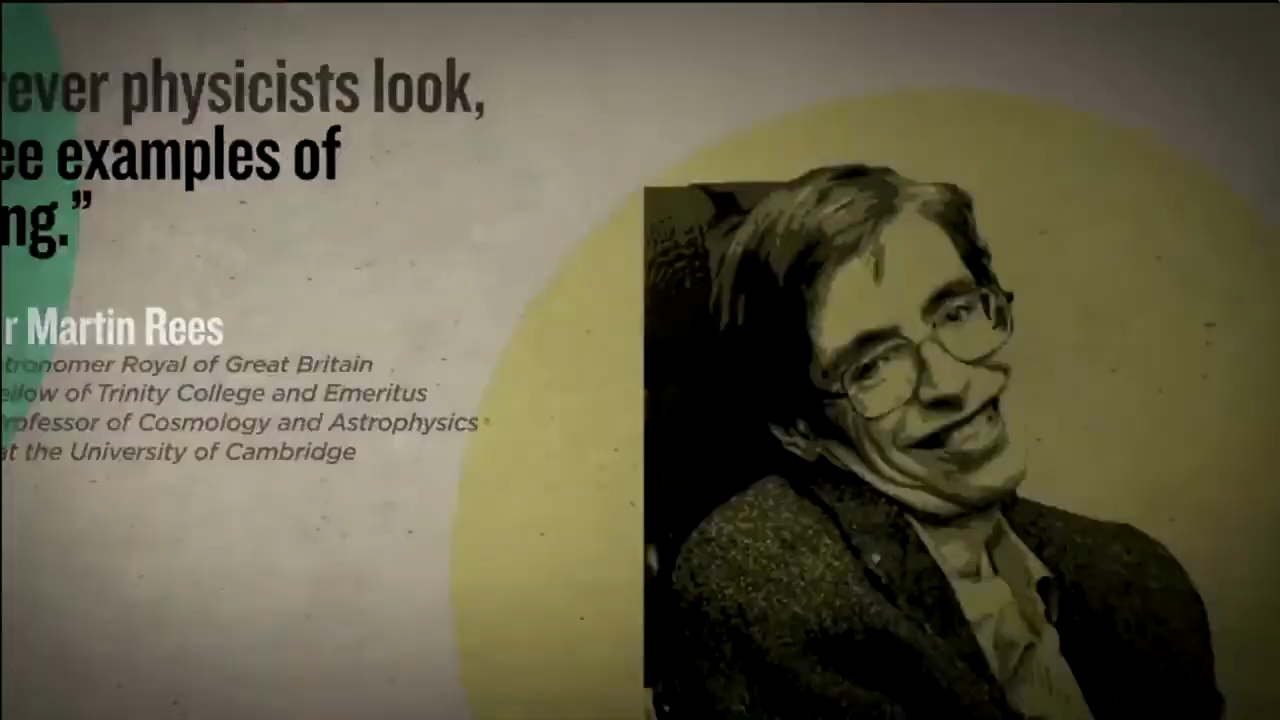 rever physicists look,
ee examples of
ng.”
r Martin Rees
tronomer Royal of Great Britain
ellow of Trinity College and Emeritus
rofessor of Cosmology and Astrophysics
at the University of Cambridge